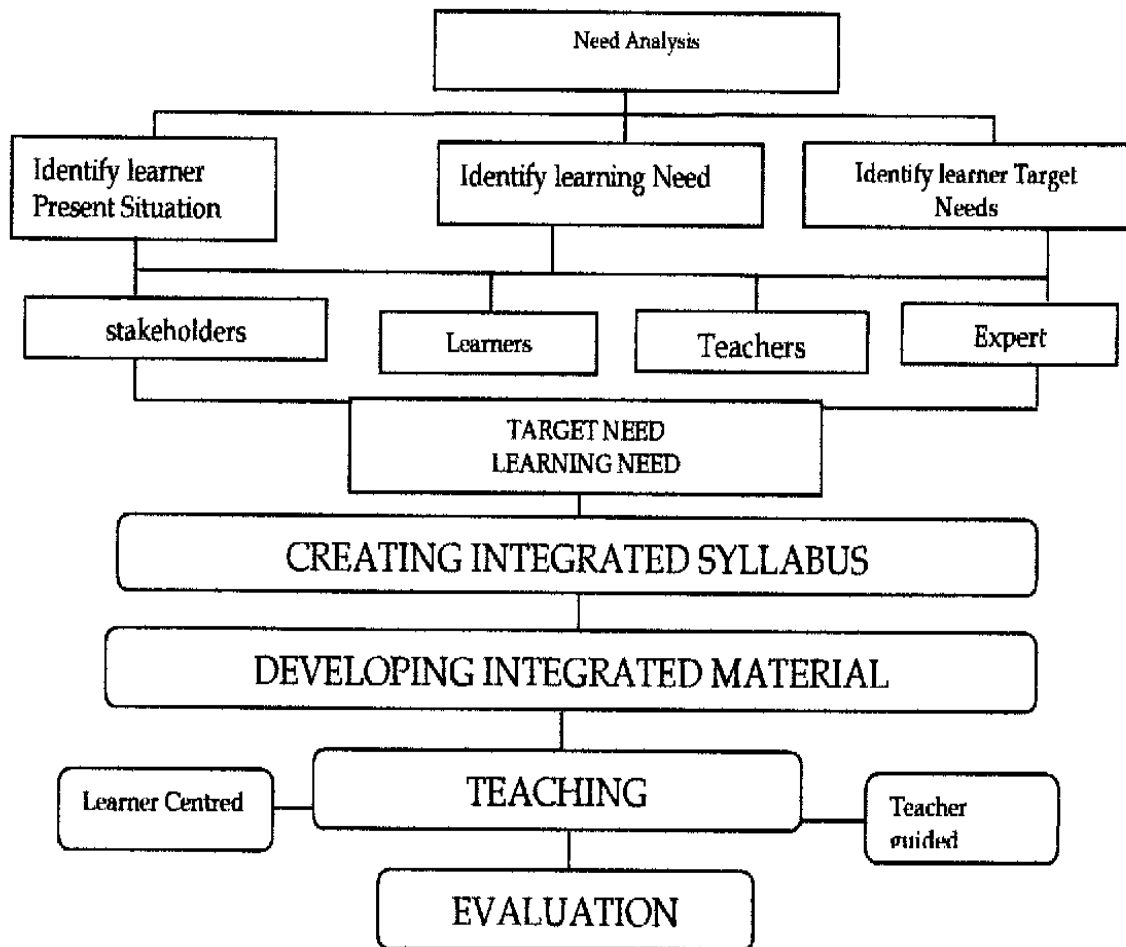 Need Analysis
Identify learner
Present Situation
Identify learning Need
Identify learner Target
Needs
stakeholders
Learners
Teachers
Expert
TARGET NEED
LEARNING NEED
CREATING INTEGRATED SYLLABUS
DEVELOPING INTEGRATED MATERIAL
Learner Centred
TEACHING
Teacher
guided
EVALUATION